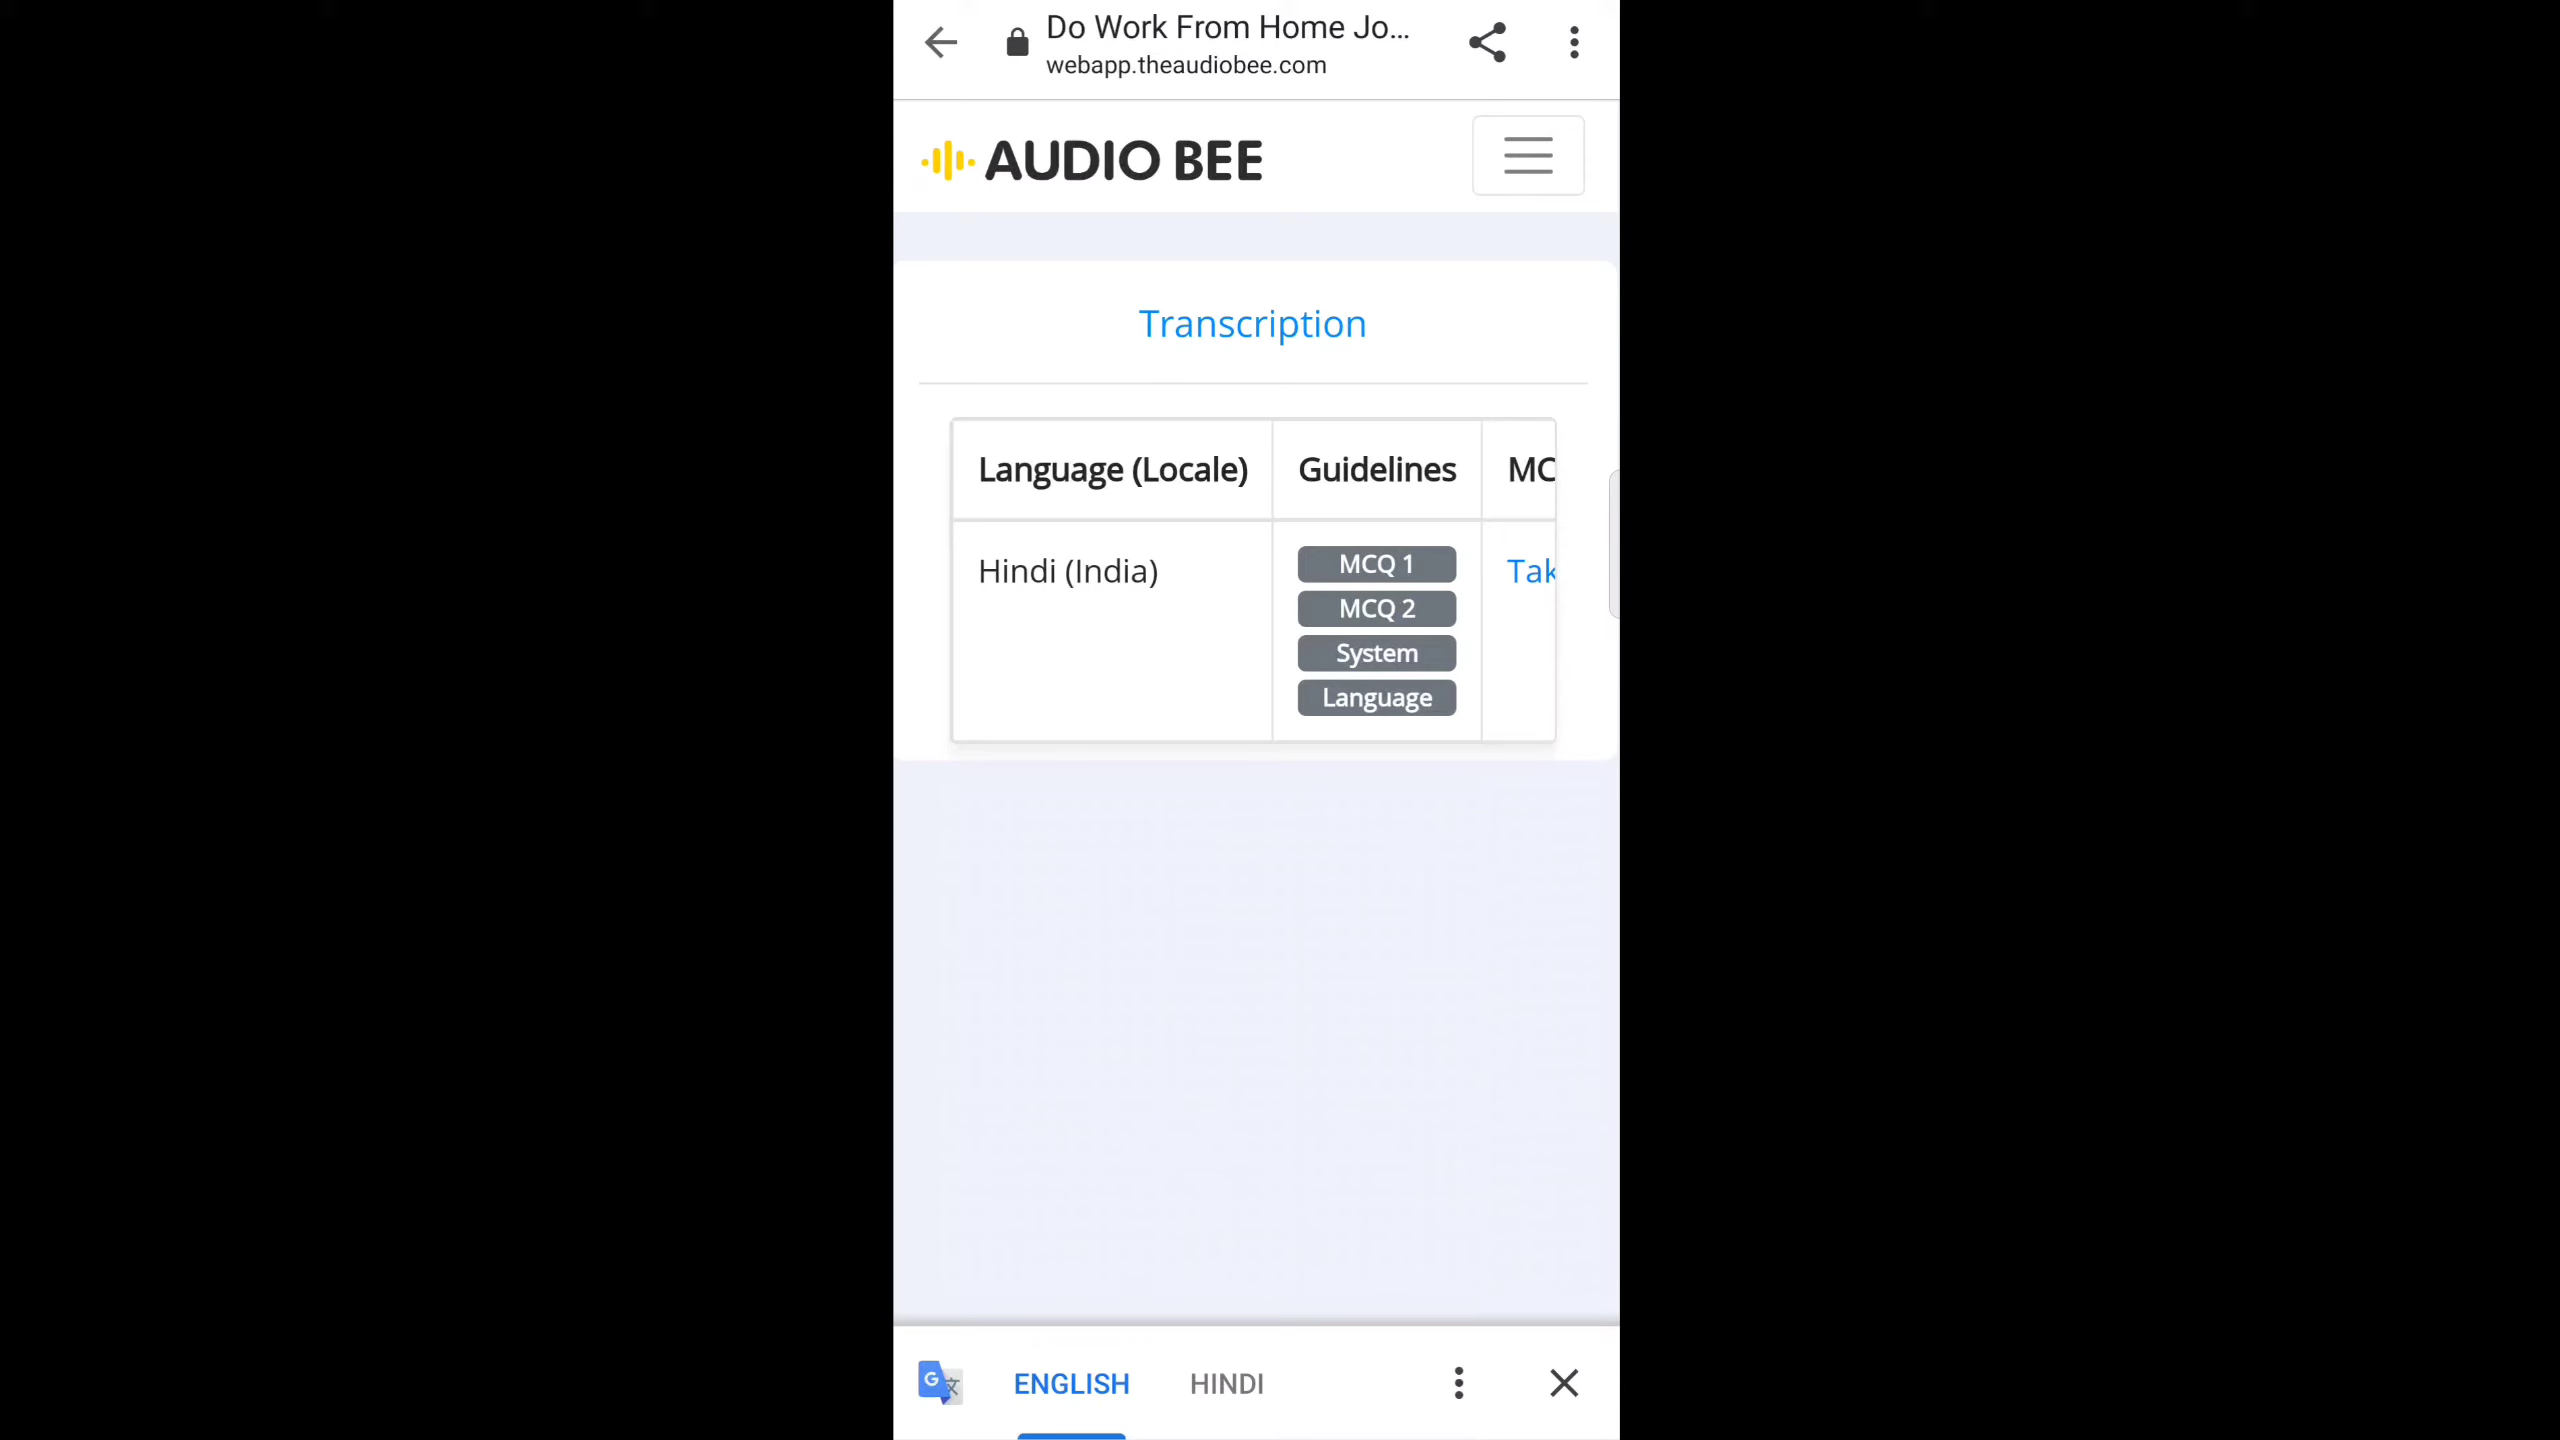 Do Work From Home Jo...
webapp.theaudiobee.com
AUDIO BEE
Transcription
Language (Locale) Guidelines MC
Hindi (India) MCQ 1 Tak
MCQ 2
System
Language
G 文 ENGLISH HINDI